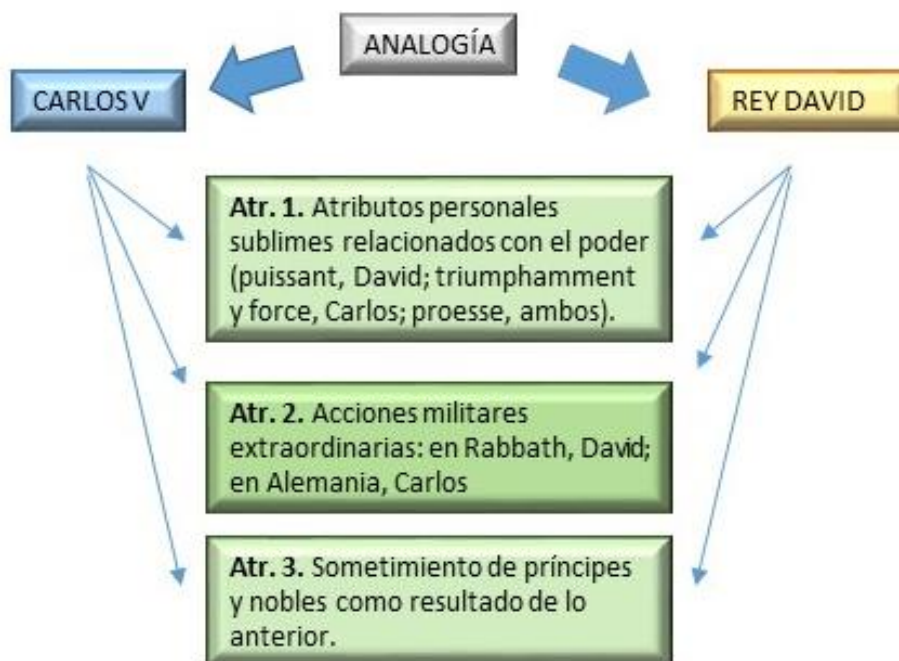 ANALOGÍA
CARLOS V
REY DAVID
Atr. 1. Atributos personales
sublimes relacionados con el poder
(puissant, David; triumphamment
y force, Carlos; proesse, ambos).
Atr. 2. Acciones militares
extraordinarias: en Rabbath, David;
en Alemania, Carlos
Atr. 3. Sometimiento de príncipes
y nobles como resultado de lo
anterior.